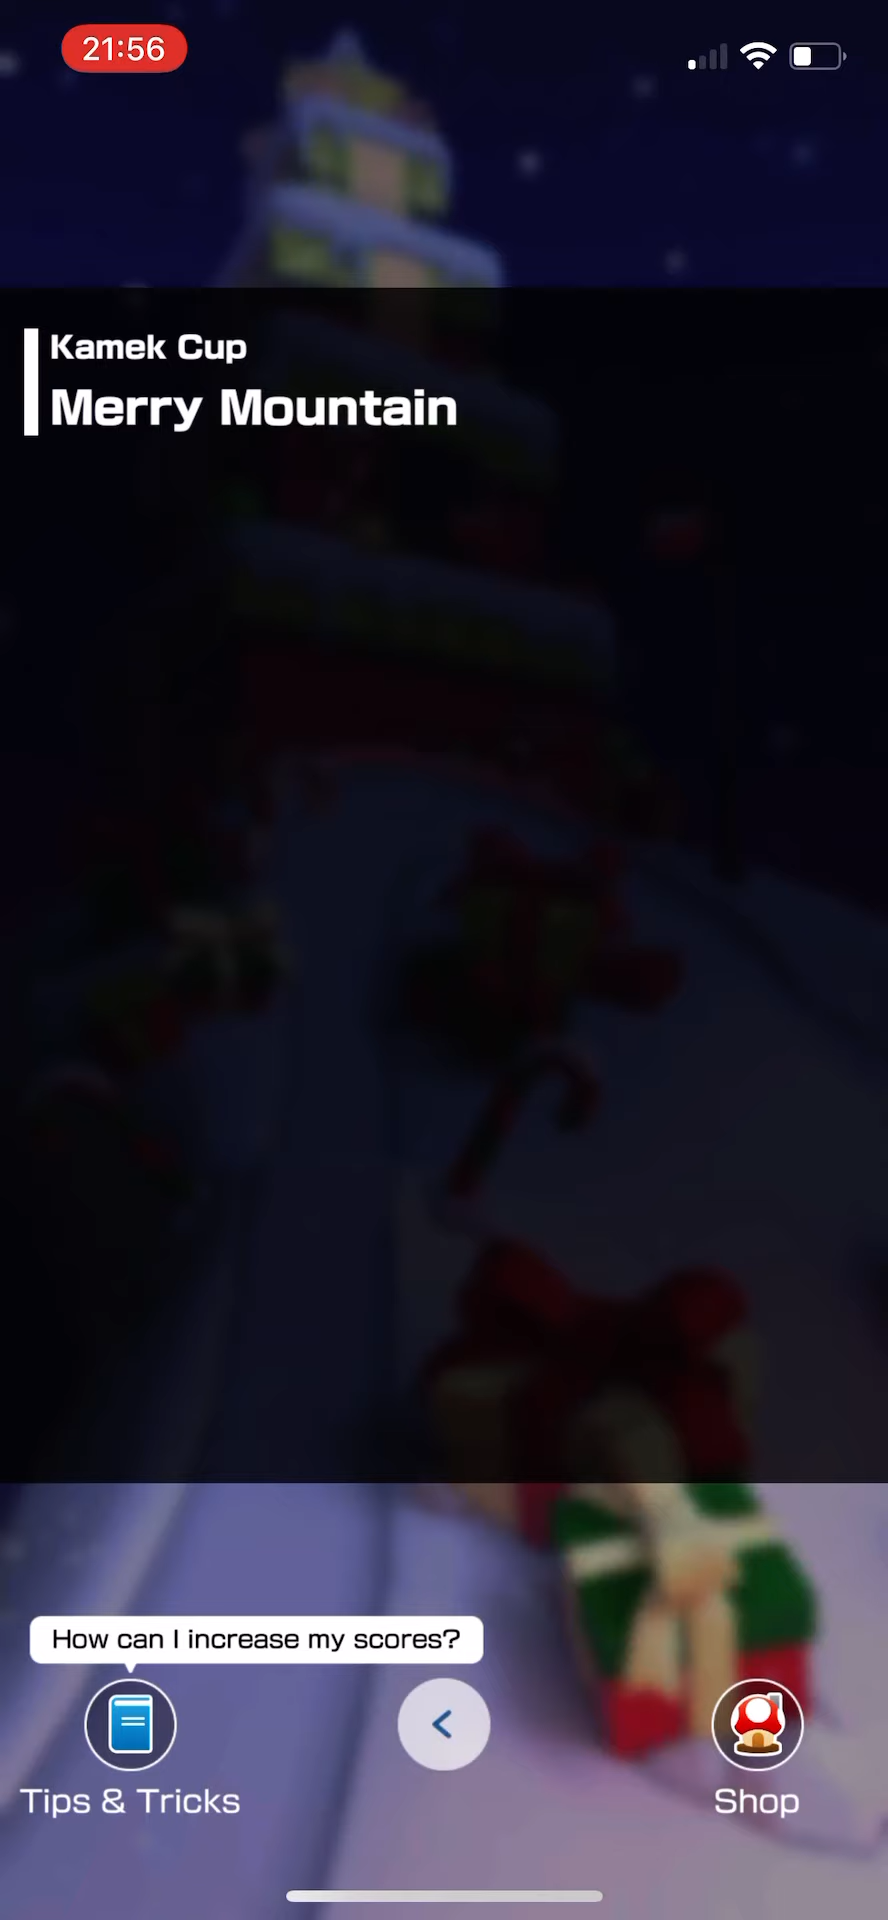 21:56
Kamek Cup
Merry Mountain
How can I increase my scores?
Tips & Tricks
Shop